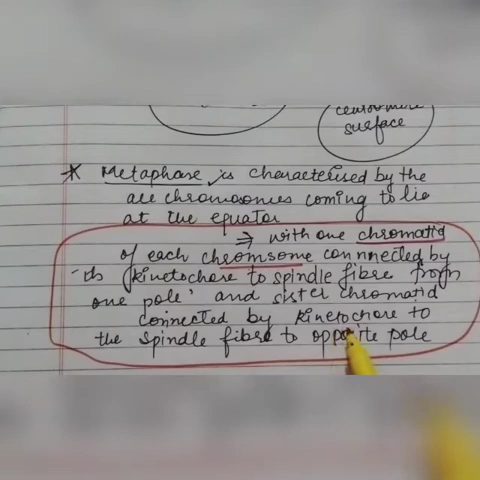 centromere
surface
* Metaphase is characterised by the
all chromosomes coming to lie
at the equator
⇒ with one chromatid
of each chromsome connected by
its kinetochore to spindle fibre from
one pole' and sister chromatid
connected by kinetochore to
the spindle fibre to opposite pole